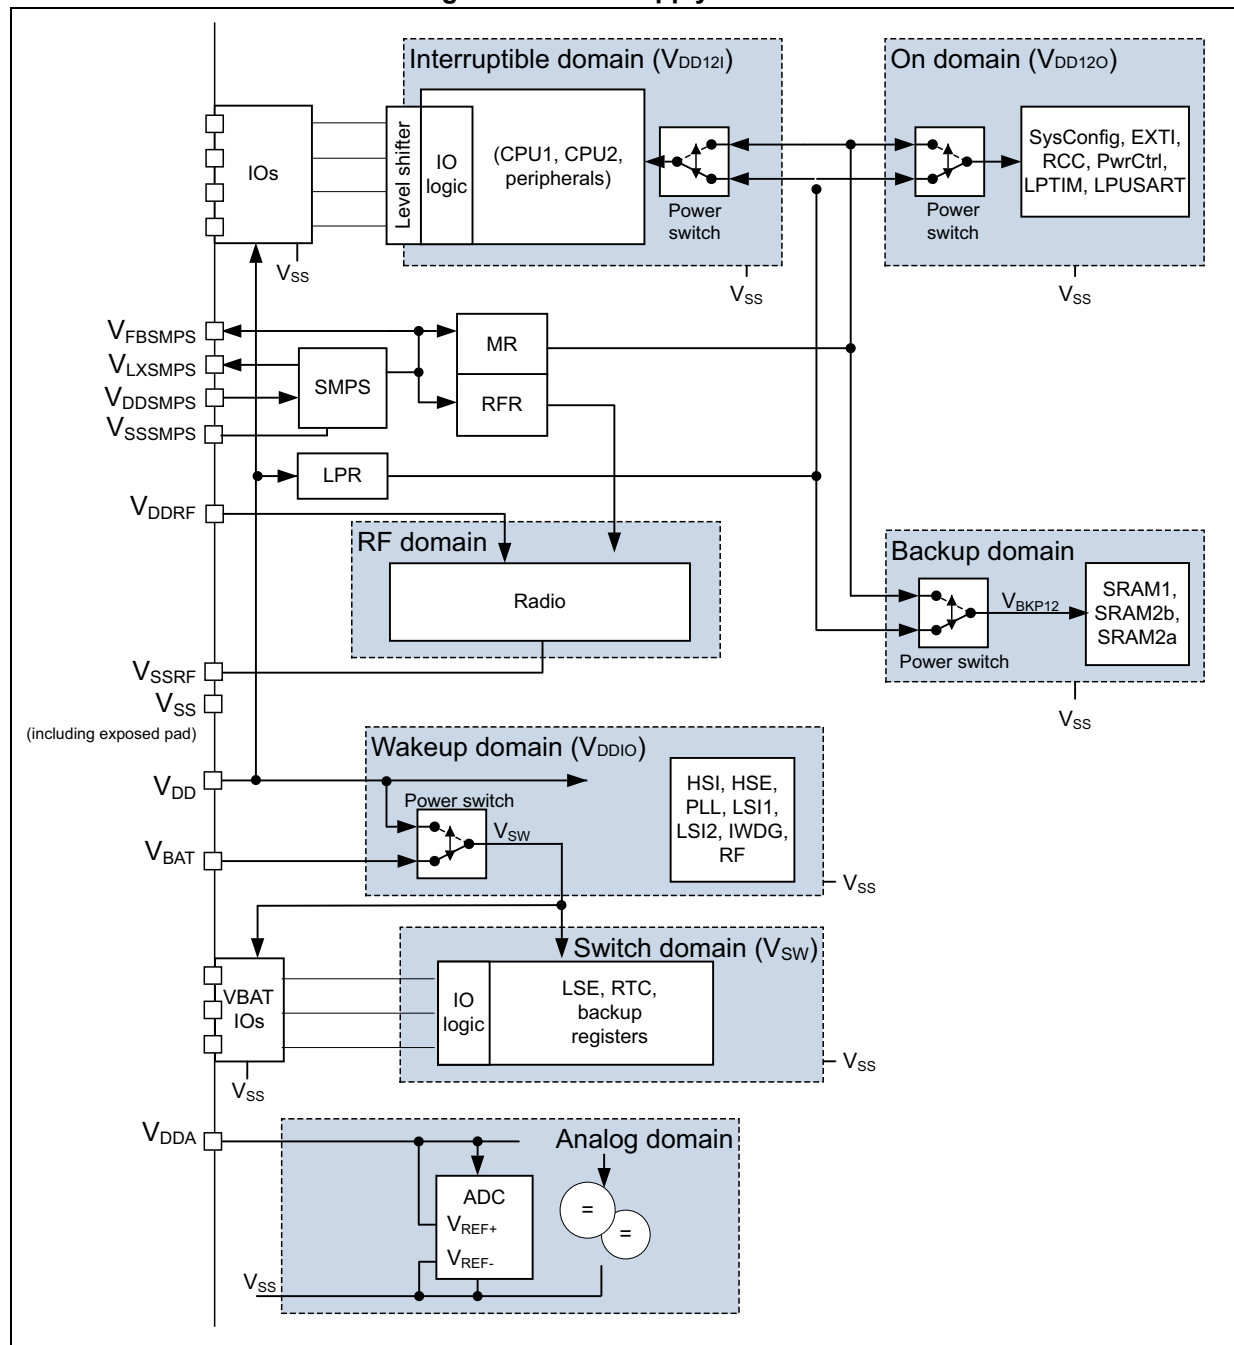 Interruptible domain (VDD12I)
On domain (VDD12O)
IOs
Level shifter
IO
logic
(CPU1, CPU2,
peripherals)
Power
switch
Power
switch
SysConfig, EXTI,
RCC, PwrCtrl,
LPTIM, LPUSART
VSS
VSS
VSS
VFBSMPS
VLXSMPS
VDDSMPS
VSSSMPS
SMPS
MR
RFR
LPR
VDDRF
RF domain
Radio
Backup domain
VBKP12
SRAM1,
SRAM2b,
SRAM2a
Power switch
VSS
VSSRF
VSS
(including exposed pad)
Wakeup domain (VDDIO)
VDD
Power switch
VSW
HSI, HSE,
PLL, LSI1,
LSI2, IWDG,
RF
VBAT
VSS
Switch domain (VSW)
VBAT
IOs
IO
logic
LSE, RTC,
backup
registers
VSS
VSS
VDDA
Analog domain
ADC
VREF+
VREF-
=
=
VSS